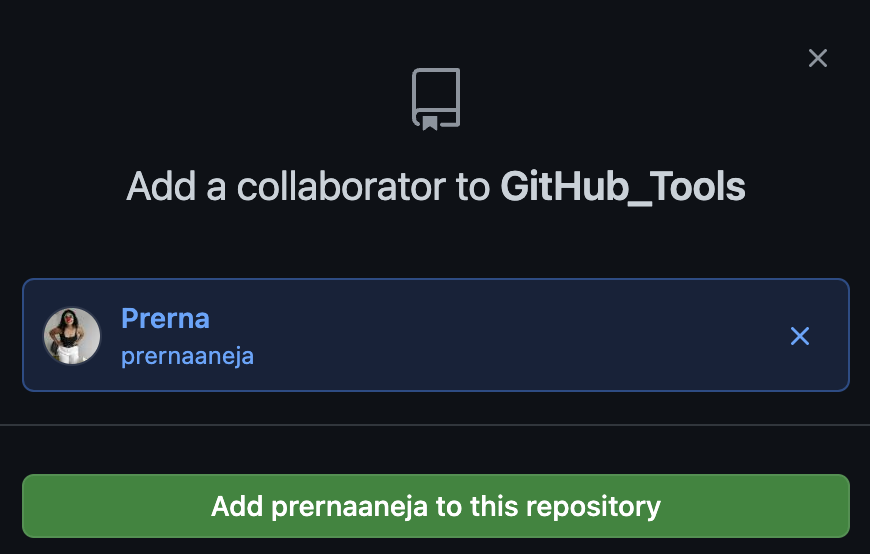 Add a collaborator to GitHub_Tools
Prerna
prernaaneja
Add prernaaneja to this repository